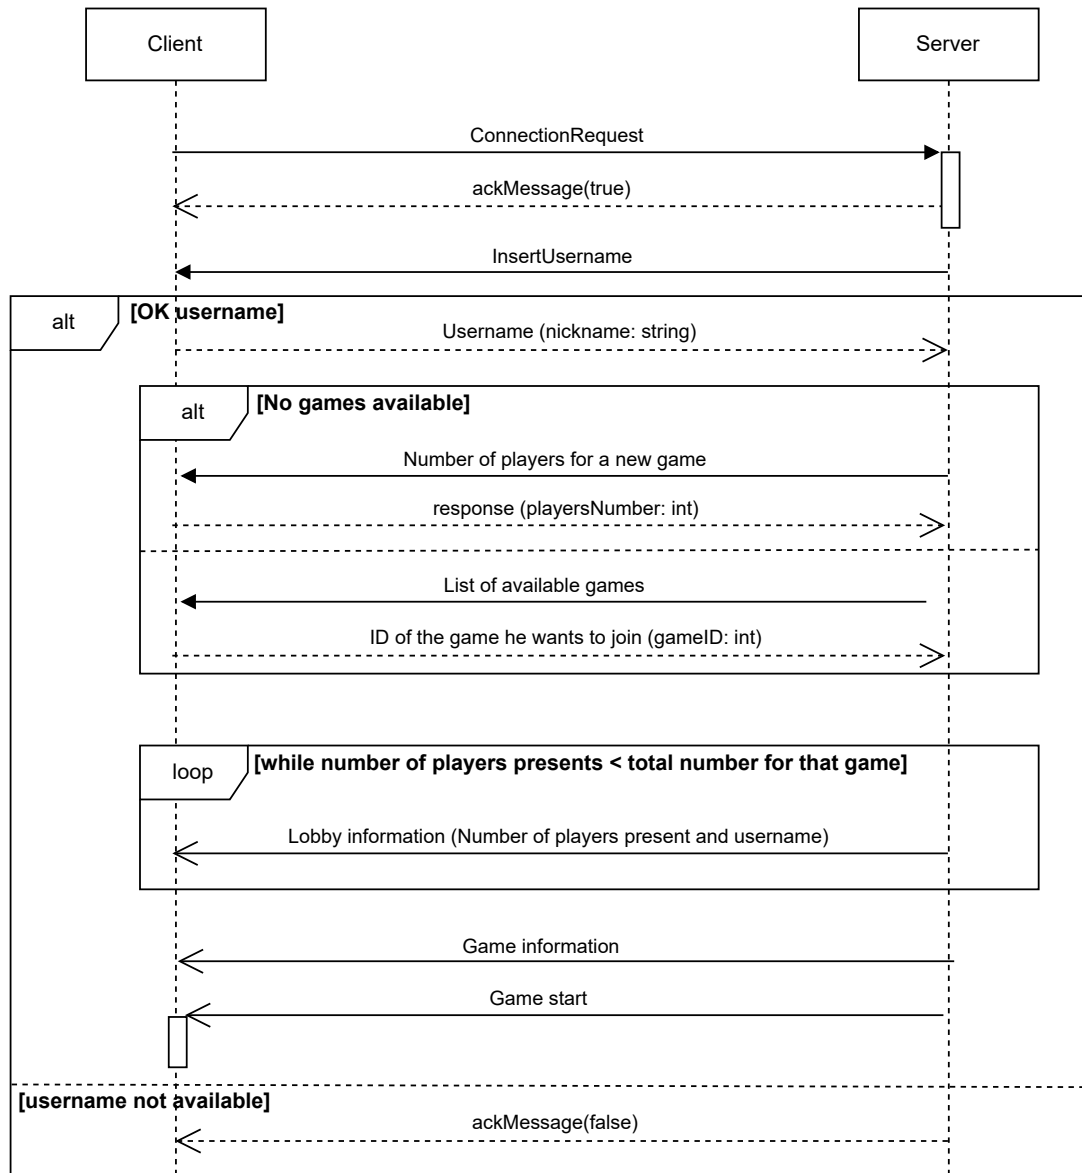 Client
Server
ConnectionRequest
ackMessage(true)
InsertUsername
alt
[OK username]
Username (nickname: string)
alt
[No games available]
Number of players for a new game
response (playersNumber: int)
List of available games
ID of the game he wants to join (gameID: int)
loop
[while number of players presents < total number for that game]
Lobby information (Number of players present and username)
Game information
Game start
[username not available]
ackMessage(false)